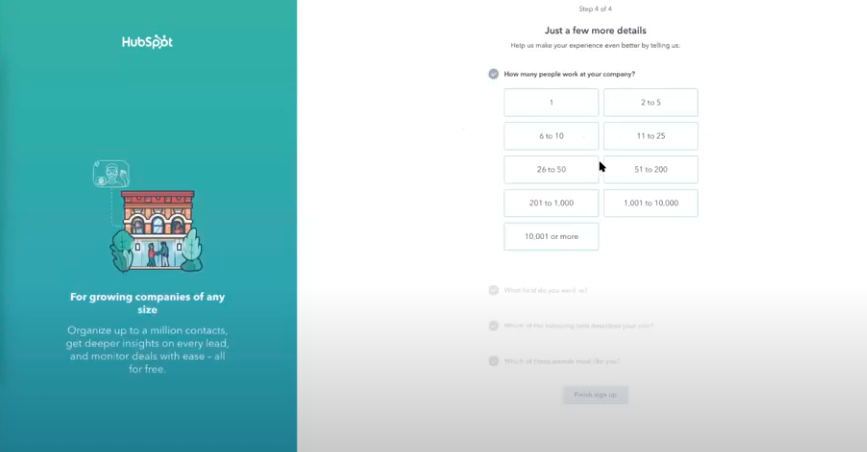 HubSpot
For growing companies of any
size
Organize up to a million contacts,
get deeper insights on every lead,
and monitor deals with ease – all
for free.
Step 4 of 4
Just a few more details
Help us make your experience even better by telling us:
How many people work at your company?
1
2 to 5
6 to 10
11 to 25
26 to 50
51 to 200
201 to 1,000
1,001 to 10,000
10,001 or more
What do you work
Which of the following best describes your
Which of these sounds most like you?
Finish sign up